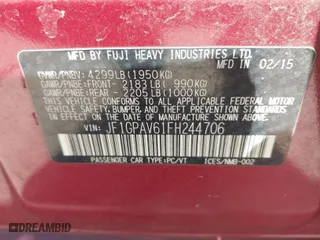 MFD BY FUJI HEAVY INDUSTRIES LTD.
IN 02/15
GVWR/PNBV: 4299LB(1950KG)
GAWR/PNBE:FRONT - 2183LB( 990KG)
GAWR/PNBE:REAR - 2205LB(1000KG)
THIS VEHICLE CONFORMS TO ALL APPLICABLE
FEDERAL MOTOR VEHICLE SAFETY, BUMPER, AND
THEFT PREVENTION STANDARDS IN EFFECT ON
THE DATE OF MANUFACTURE SHOWN ABOVE.
VIN: JF1GPAV61FH244706
PASSENGER CAR TYPE:PC/VT ICES/NMB-002